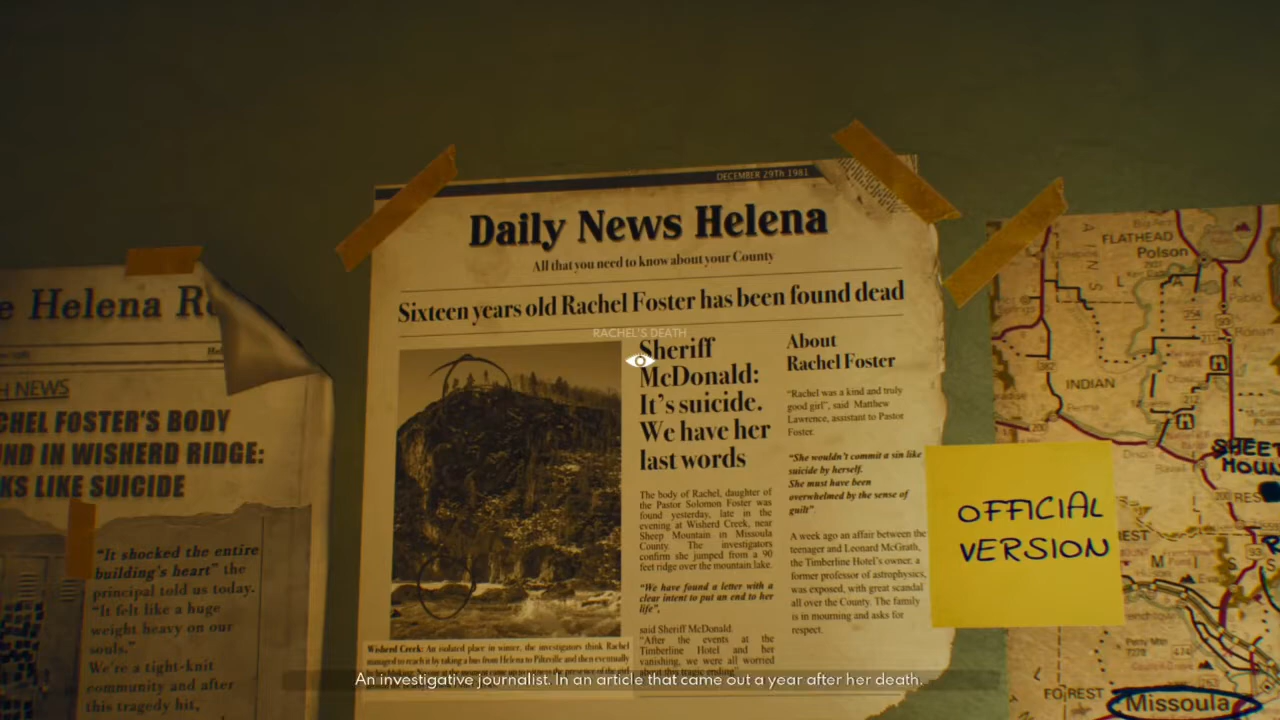 e Helena R
H NEWS
CHEL FOSTER'S BODY
ND IN WISHERD RIDGE:
KS LIKE SUICIDE
"It shocked the entire
building's heart" the
principal told us today.
"It felt like a huge
weight heavy on our
souls."
We're a tight-knit
community and after
this tragedy hit,
DECEMBER 29Th 1981
Daily News Helena
All that you need to know about your County
Sixteen years old Rachel Foster has been found dead
RACHEL'S DEATH
Sheriff
McDonald:
It's suicide.
We have her
last words
The body of Rachel, daughter of
the Pastor Solomon Foster was
found yesterday, late in the
evening at Wisherd Creek, near
Sheep Mountain in Missoula
County. The investigators
confirm she jumped from a 90
feet ridge over the mountain lake.
"We have found a letter with a
clear intent to put an end to her
life",
said Sheriff McDonald.
"After the events at the
Timberline Hotel and her
vanishing, we were all worried
about this tragic ending"
About
Rachel Foster
"Rachel was a kind and truly
good girl", said Matthew
Lawrence, assistant to Pastor
Foster.
"She wouldn't commit a sin like
suicide by herself.
She must have been
overwhelmed by the sense of
guilt".
A week ago an affair between the
teenager and Leonard McGrath,
the Timberline Hotel's owner, a
former professor of astrophysics,
was exposed, with great scandal
all over the County. The family
is in mourning and asks for
respect.
Wisherd Creek: An isolated place in winter, the investigators think Rachel
managed to reach it by taking a bus from Helena to Piltzville and then eventually
OFFICIAL
VERSION
FLATHEAD
Polson
INDIAN
SHEE
MOUN
200
93
FOREST
Missoula
An investigative journalist. In an article that came out a year after her death.